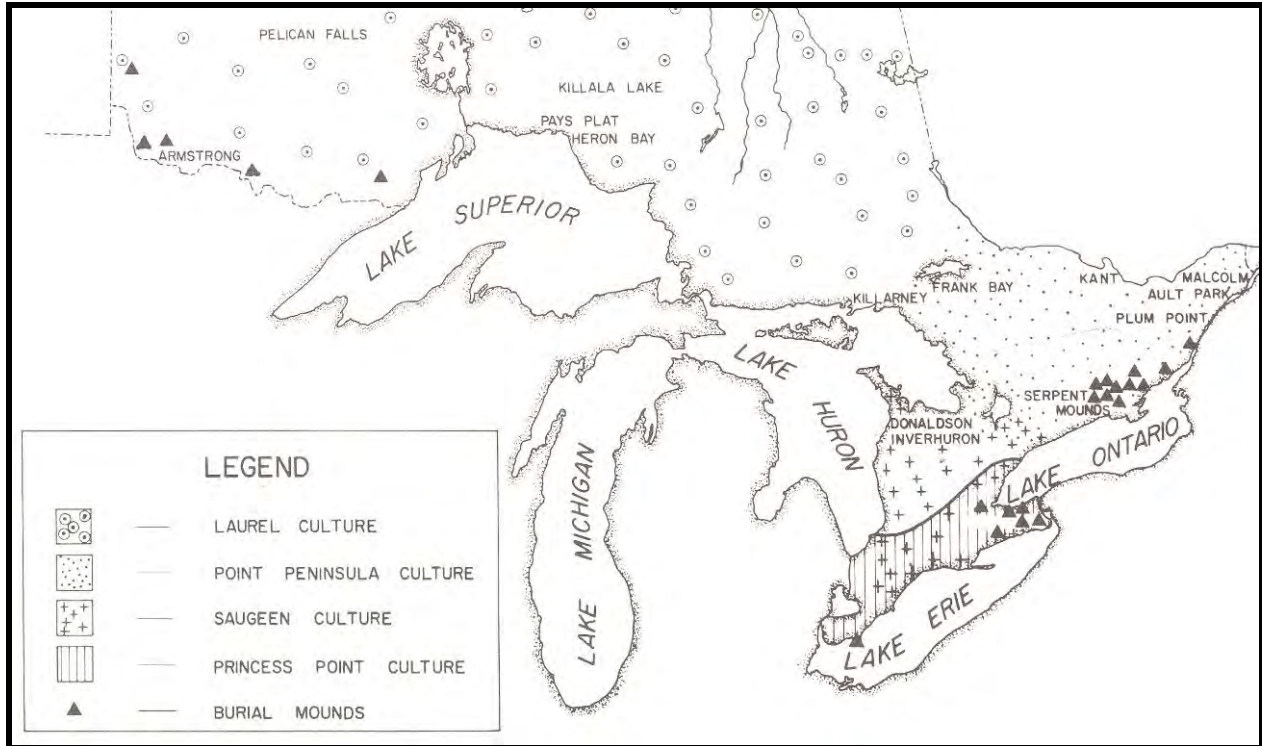 PELICAN FALLS
KILLALA LAKE
PAYS PLAT
HERON BAY
ARMSTRONG
LAKE SUPERIOR
KILLARNEY
FRANK BAY
KANT
MALCOLM
AULT PARK
PLUM POINT
LAKE HURON
SERPENT
MOUNDS
DONALDSON
INVERHURON
LAKE ONTARIO
LAKE MICHIGAN
LAKE ERIE
LEGEND
LAUREL CULTURE
POINT PENINSULA CULTURE
SAUGEEN CULTURE
PRINCESS POINT CULTURE
BURIAL MOUNDS